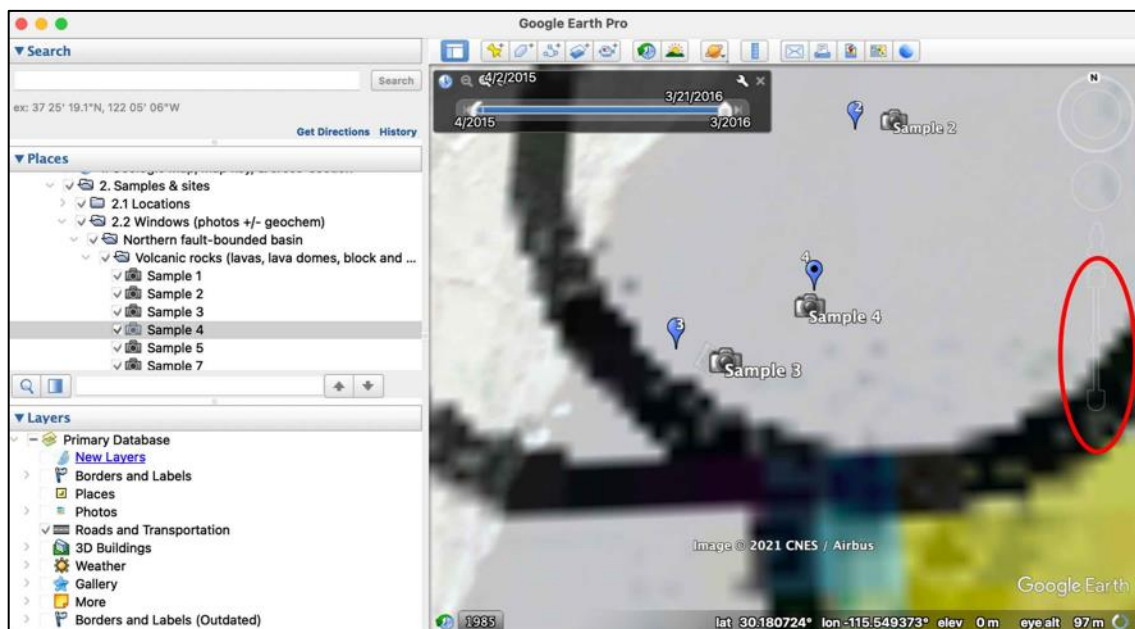 Google Earth Pro
Search
Search
ex: 37 25' 19.1"N, 122 05' 06"W
Get Directions History
Places
2. Samples & sites
2.1 Locations
2.2 Windows (photos +/- geochem)
Northern fault-bounded basin
Volcanic rocks (lavas, lava domes, block and ...
Sample 1
Sample 2
Sample 3
Sample 4
Sample 5
Sample 7
Layers
Primary Database
New Layers
Borders and Labels
Places
Photos
Roads and Transportation
3D Buildings
Weather
Gallery
More
Borders and Labels (Outdated)
4/2/2015
3/21/2016
4/2015 3/2016
N
2
Sample 2
4
Sample 4
3
Sample 3
Image © 2021 CNES / Airbus
Google Earth
1985
lat 30.180724° lon -115.549373° elev 0 m eye alt 97 m